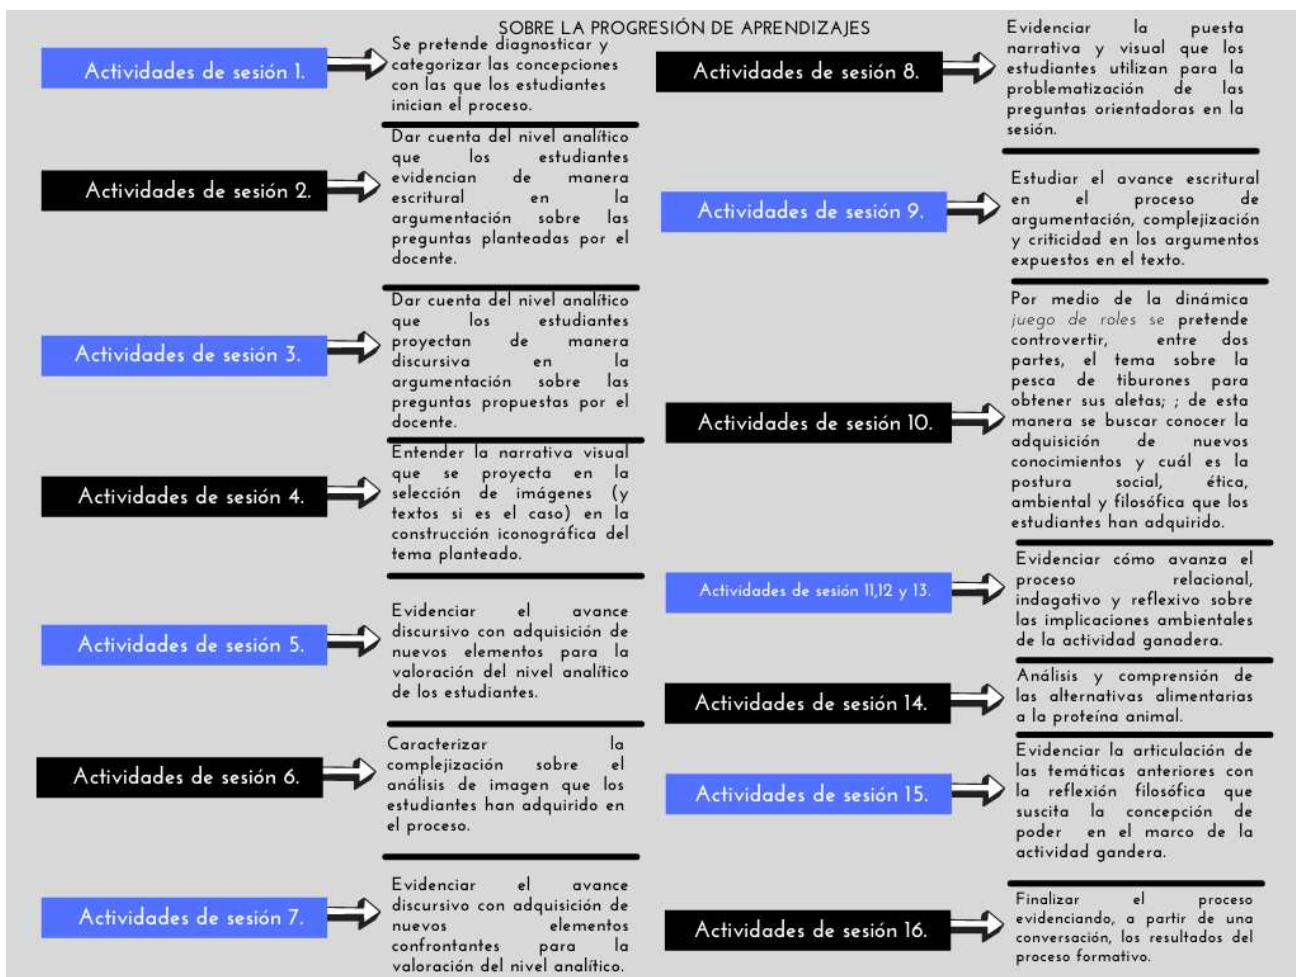 SOBRE LA PROGRESIÓN DE APRENDIZAJES
Actividades de sesión 1.
Se pretende diagnosticar y
categorizar las concepciones
con las que los estudiantes
inician el proceso.
Actividades de sesión 2.
Dar cuenta del nivel analítico
que los estudiantes
evidencian de manera
escritural en la
argumentación sobre las
preguntas planteadas por el
docente.
Actividades de sesión 3.
Dar cuenta del nivel analítico
que los estudiantes
proyectan de manera
discursiva en la
argumentación sobre las
preguntas propuestas por el
docente.
Actividades de sesión 4.
Entender la narrativa visual
que se proyecta en la
selección de imágenes (y
textos si es el caso) en la
construcción iconográfica del
tema planteado.
Actividades de sesión 5.
Evidenciar el avance
discursivo con adquisición de
nuevos elementos para la
valoración del nivel analítico
de los estudiantes.
Actividades de sesión 6.
Caracterizar la
complejización sobre el
análisis de imagen que los
estudiantes han adquirido en
el proceso.
Actividades de sesión 7.
Evidenciar el avance
discursivo con adquisición de
nuevos elementos
confrontantes para la
valoración del nivel analítico.
Actividades de sesión 8.
Evidenciar la puesta
narrativa y visual que los
estudiantes utilizan para la
problematización de las
preguntas orientadoras en la
sesión.
Actividades de sesión 9.
Estudiar el avance escritural
en el proceso de
argumentación, complejización
y criticidad en los argumentos
expuestos en el texto.
Actividades de sesión 10.
Por medio de la dinámica
juego de roles se pretende
controvertir, entre dos
partes, el tema sobre la
pesca de tiburones para
obtener sus aletas; ; de esta
manera se buscar conocer la
adquisición de nuevos
conocimientos y cuál es la
postura social, ética,
ambiental y filosófica que los
estudiantes han adquirido.
Actividades de sesión 11,12 y 13.
Evidenciar cómo avanza el
proceso relacional,
indagativo y reflexivo sobre
las implicaciones ambientales
de la actividad ganadera.
Actividades de sesión 14.
Análisis y comprensión de
las alternativas alimentarias
a la proteína animal.
Actividades de sesión 15.
Evidenciar la articulación de
las temáticas anteriores con
la reflexión filosófica que
suscita la concepción de
poder en el marco de la
actividad gandera.
Actividades de sesión 16.
Finalizar el proceso
evidenciando, a partir de una
conversación, los resultados del
proceso formativo.